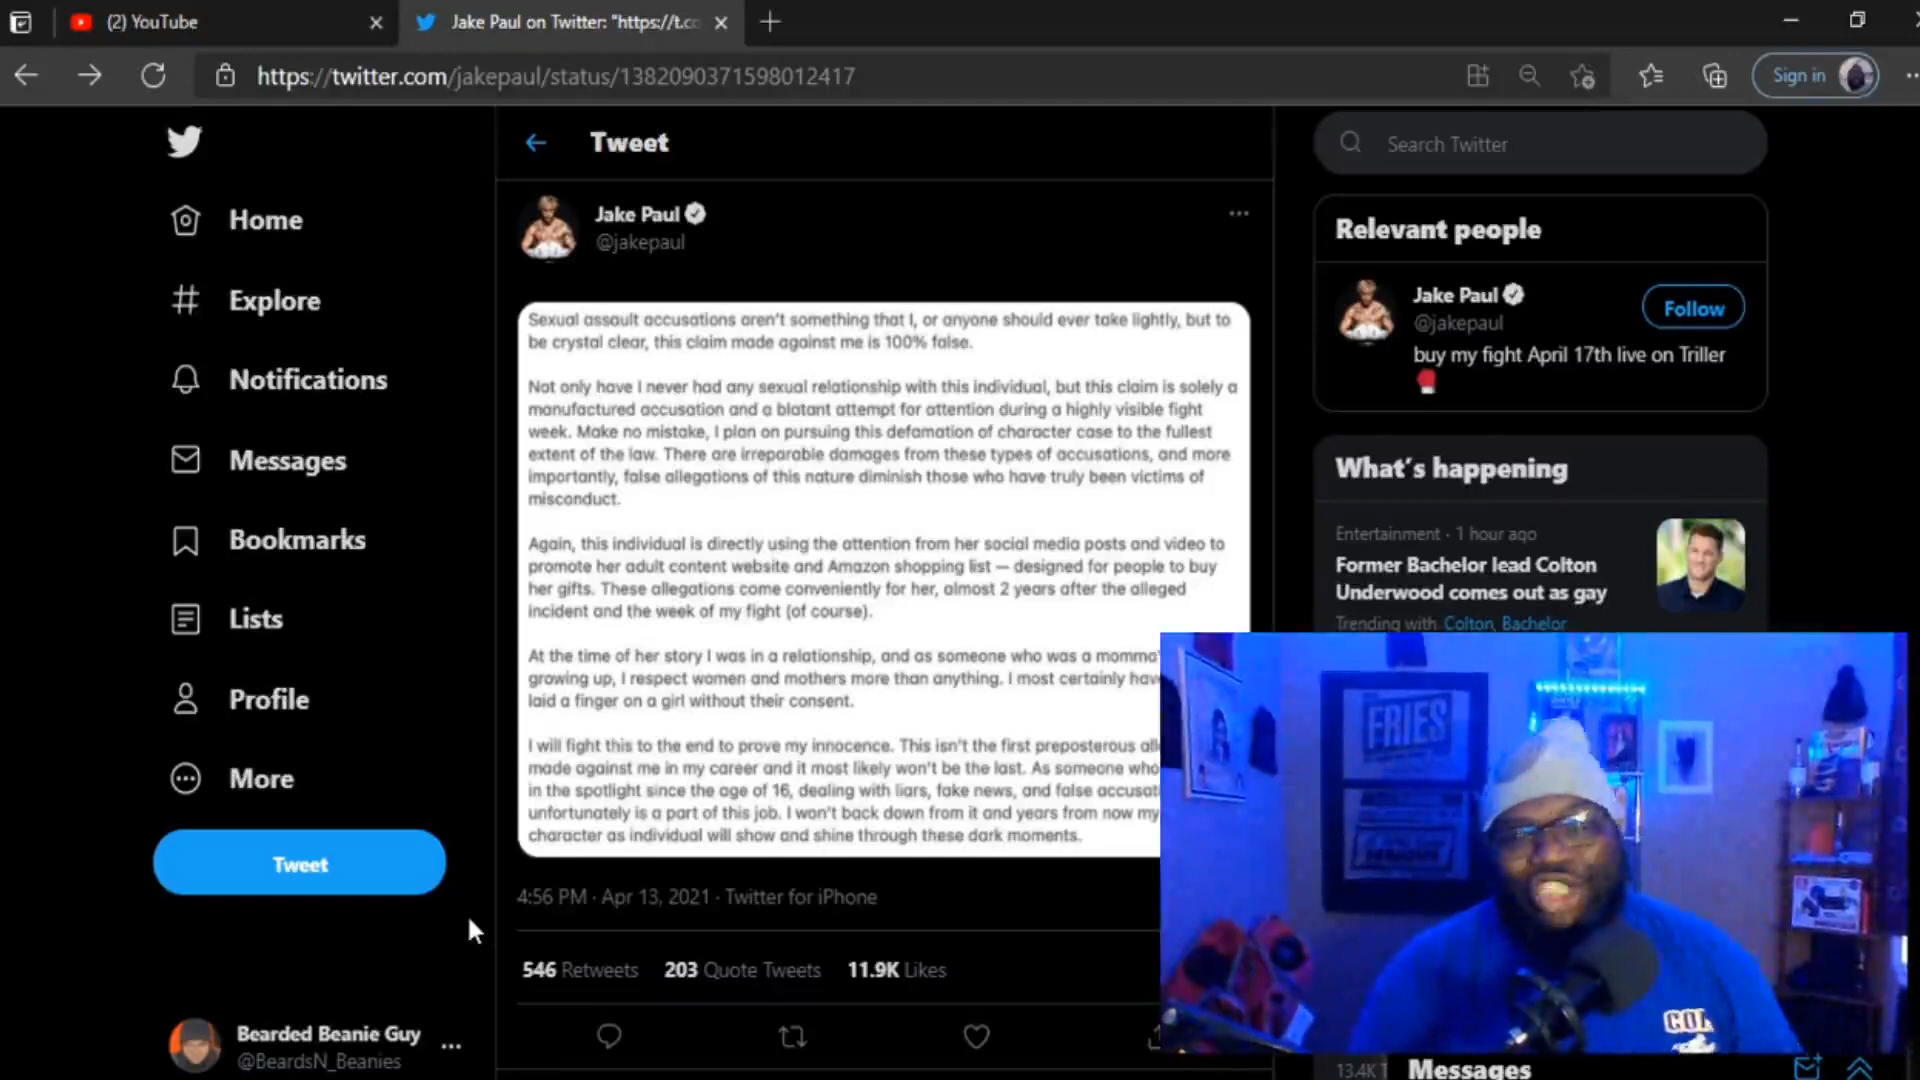 (2) YouTube
Jake Paul on Twitter: "https://t.co
https://twitter.com/jakepaul/status/1382090371598012417
Sign in
Home
Explore
Notifications
Messages
Bookmarks
Lists
Profile
More
Tweet
Bearded Beanie Guy
@BeardsN_Beanies
Tweet
Jake Paul
@jakepaul
Sexual assault accusations aren't something that I, or anyone should ever take lightly, but to
be crystal clear, this claim made against me is 100% false.
Not only have I never had any sexual relationship with this individual, but this claim is solely a
manufactured accusation and a blatant attempt for attention during a highly visible fight
week. Make no mistake, I plan on pursuing this defamation of character case to the fullest
extent of the law. There are irreparable damages from these types of accusations, and more
importantly, false allegations of this nature diminish those who have truly been victims of
misconduct.
Again, this individual is directly using the attention from her social media posts and video to
promote her adult content website and Amazon shopping list — designed for people to buy
her gifts. These allegations come conveniently for her, almost 2 years after the alleged
incident and the week of my fight (of course).
At the time of her story I was in a relationship, and as someone who was a momma'
growing up, I respect women and mothers more than anything. I most certainly hav
laid a finger on a girl without their consent.
I will fight this to the end to prove my innocence. This isn't the first preposterous all
made against me in my career and it most likely won't be the last. As someone who
in the spotlight since the age of 16, dealing with liars, fake news, and false accusat
unfortunately is a part of this job. I won't back down from it and years from now my
character as individual will show and shine through these dark moments.
4:56 PM · Apr 13, 2021 · Twitter for iPhone
546 Retweets 203 Quote Tweets 11.9K Likes
Search Twitter
Relevant people
Jake Paul
@jakepaul
Follow
buy my fight April 17th live on Triller
What's happening
Entertainment · 1 hour ago
Former Bachelor lead Colton
Underwood comes out as gay
Trending with Colton, Bachelor
FRIES
COL
13.4K T
Messages